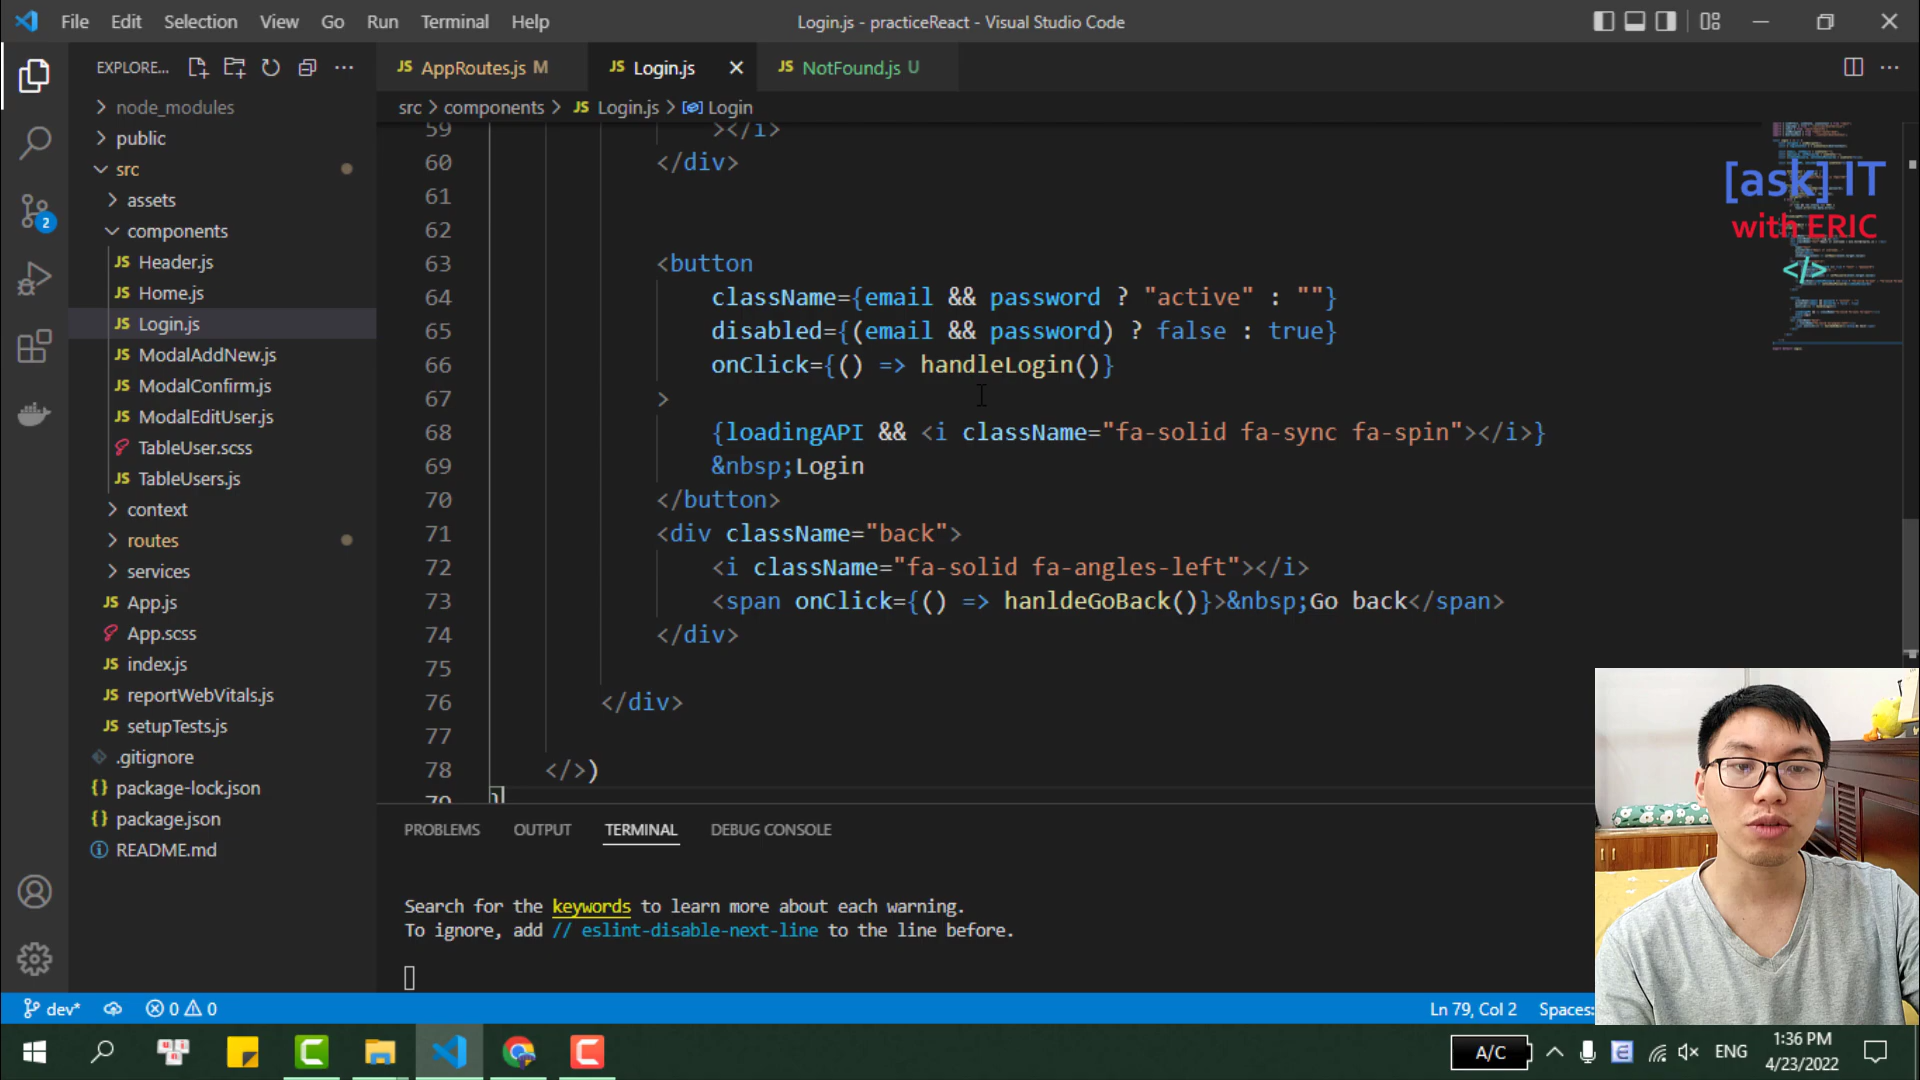 File Edit Selection View Go Run Terminal Help
Login.js - practiceReact - Visual Studio Code
EXPLORE...
node_modules
public
src
assets
components
JS Header.js
JS Home.js
JS Login.js
JS ModalAddNew.js
JS ModalConfirm.js
JS ModalEditUser.js
TableUser.scss
JS TableUsers.js
context
routes
services
JS App.js
App.scss
JS index.js
JS reportWebVitals.js
JS setupTests.js
.gitignore
{} package-lock.json
{} package.json
README.md
2
JS AppRoutes.js M
JS Login.js
JS NotFound.js U
src > components > JS Login.js > Login
59 ></i>
60 </div>
61
62
63 <button
64 className={email && password ? "active" : ""}
65 disabled={(email && password) ? false : true}
66 onClick={() => handleLogin()}
67 >
68 {loadingAPI && <i className="fa-solid fa-sync fa-spin"></i>}
69 &nbsp;Login
70 </button>
71 <div className="back">
72 <i className="fa-solid fa-angles-left"></i>
73 <span onClick={() => hanldeGoBack()}>&nbsp;Go back</span>
74 </div>
75
76 </div>
77
78 </>)
79 }
[ask] IT
with ERIC
</>
PROBLEMS OUTPUT TERMINAL DEBUG CONSOLE
Search for the keywords to learn more about each warning.
To ignore, add // eslint-disable-next-line to the line before.
dev* 0 0
Ln 79, Col 2 Spaces:
A/C
ENG
1:36 PM
4/23/2022